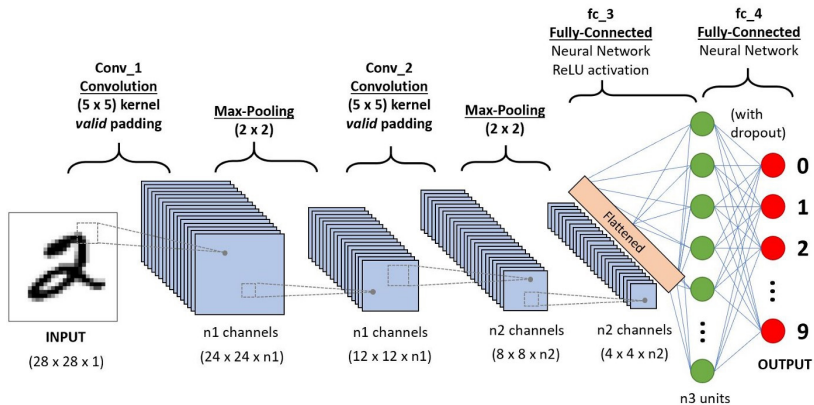 fc_3
Fully-Connected
Neural Network
ReLU activation
fc_4
Fully-Connected
Neural Network
Conv_1
Convolution
(5 x 5) kernel
valid padding
Max-Pooling
(2 x 2)
Conv_2
Convolution
(5 x 5) kernel
valid padding
Max-Pooling
(2 x 2)
(with
dropout)
Flattened
0
1
2
9
INPUT
(28 x 28 x 1)
n1 channels
(24 x 24 x n1)
n1 channels
(12 x 12 x n1)
n2 channels
(8 x 8 x n2)
n2 channels
(4 x 4 x n2)
OUTPUT
n3 units
2